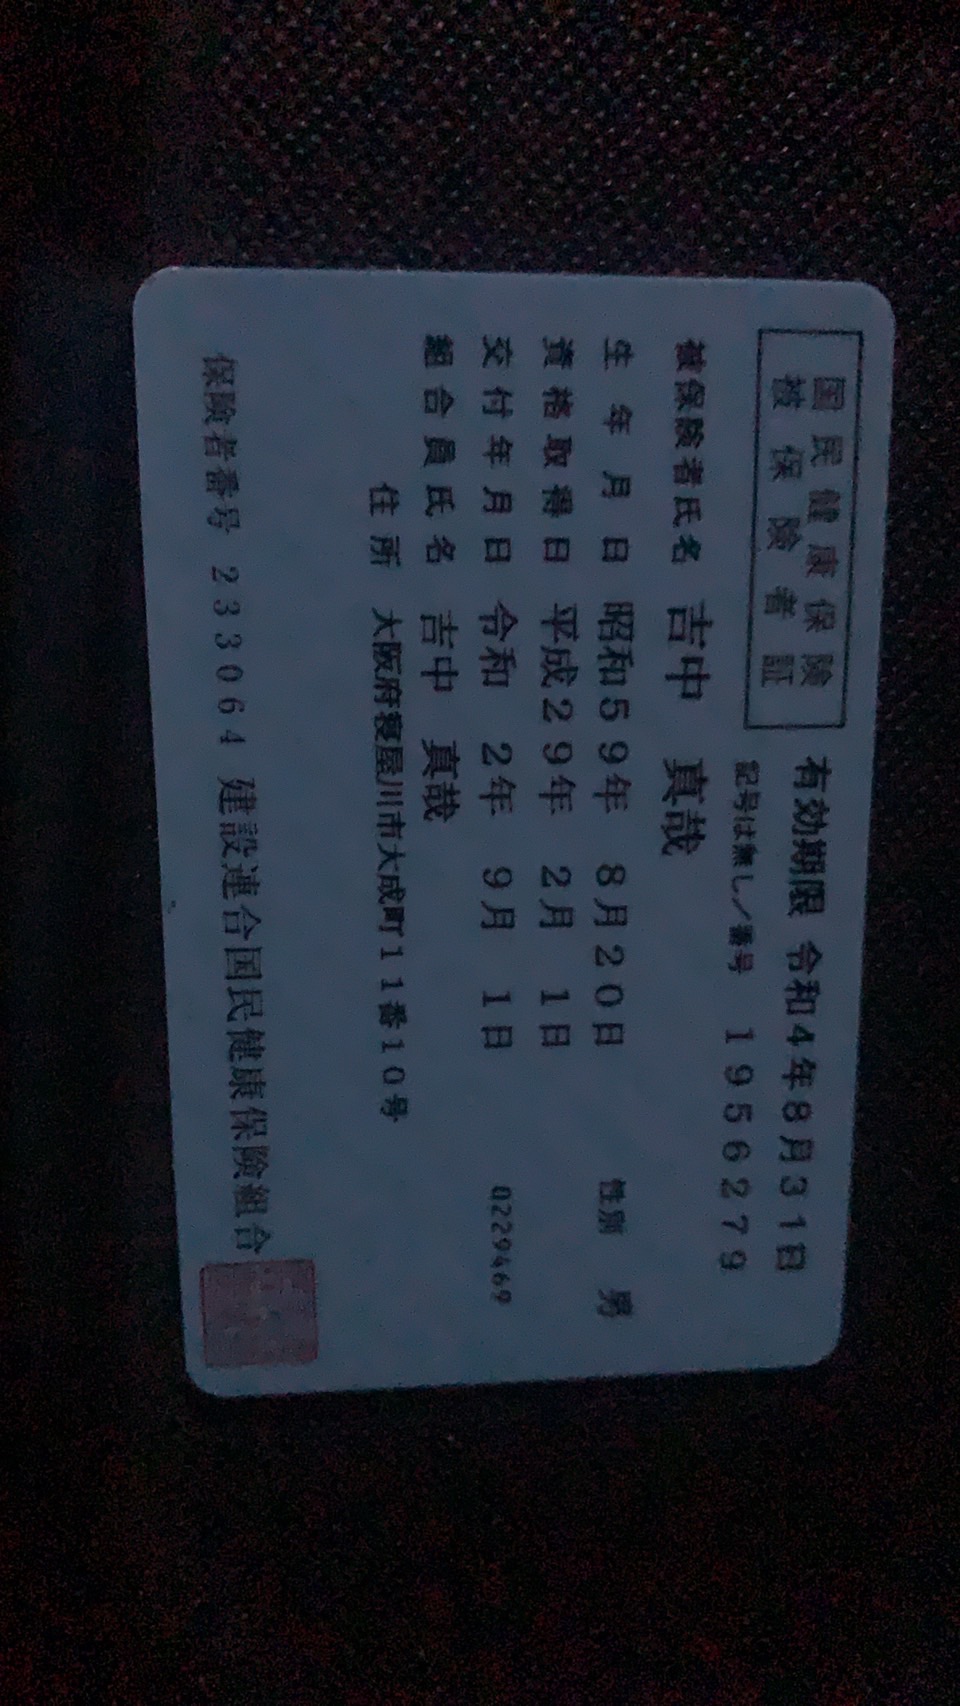 国民健康保険
被保険者証
有効期限 令和4年8月31日
記号は無し/番号 1956279
被保険者氏名 吉中 真哉
生年月日 昭和59年 8月20日 性別 男
資格取得日 平成29年 2月 1日
交付年月日 令和 2年 9月 1日 0229469
組合員氏名 吉中 真哉
住所 大阪府寝屋川市大成町11番10号
保険者番号 233064 建設連合国民健康保険組合